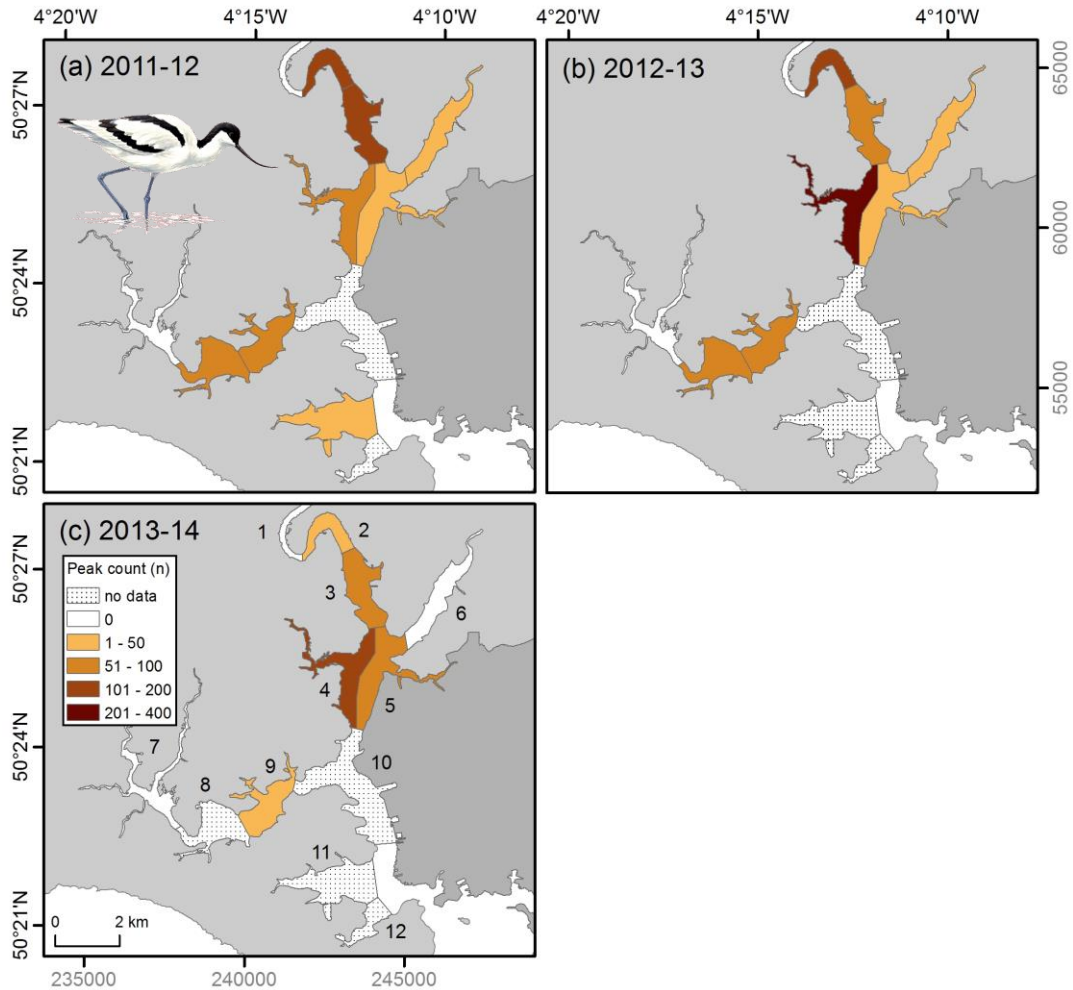 4°20'W 4°15'W 4°10'W 4°15'W 4°10'W
(a) 2011-12
(b) 2012-13
50°27'N
50°24'N
50°21'N
65000
60000
55000
(c) 2013-14
Peak count (n)
no data
0
1 - 50
51 - 100
101 - 200
201 - 400
1
2
3
4
5
6
7
8
9
10
11
12
50°27'N
50°24'N
50°21'N
0 2 km
235000 240000 245000